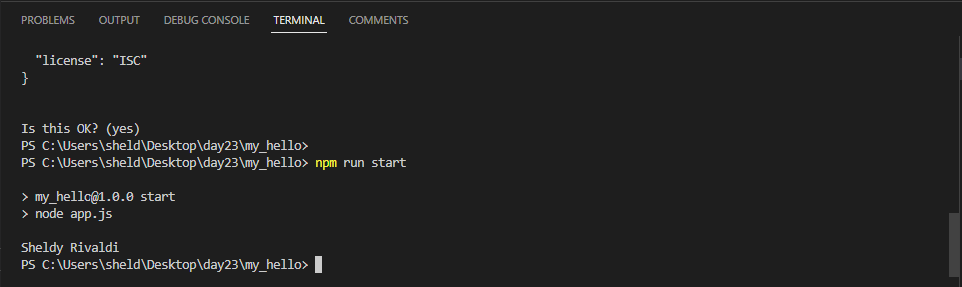 PROBLEMS OUTPUT DEBUG CONSOLE TERMINAL COMMENTS
"license": "ISC"
}
Is this OK? (yes)
PS C:\Users\sheld\Desktop\day23\my_hello>
PS C:\Users\sheld\Desktop\day23\my_hello> npm run start
> my_hello@1.0.0 start
> node app.js
Sheldy Rivaldi
PS C:\Users\sheld\Desktop\day23\my_hello>